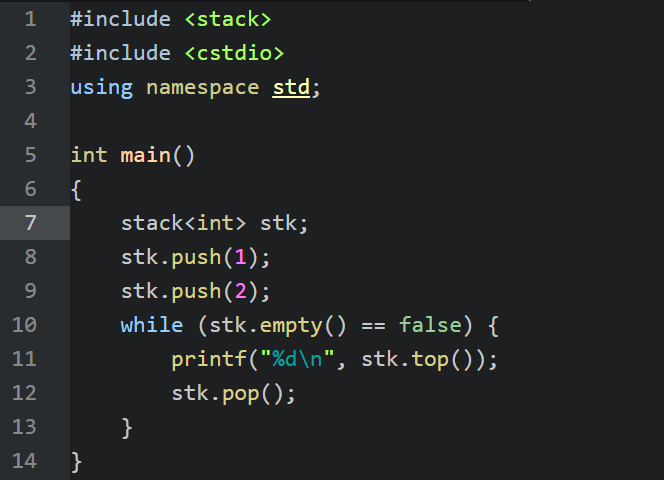 1 #include <stack>
2 #include <cstdio>
3 using namespace std;
4
5 int main()
6 {
7     stack<int> stk;
8     stk.push(1);
9     stk.push(2);
10     while (stk.empty() == false) {
11         printf("%d\n", stk.top());
12         stk.pop();
13     }
14 }